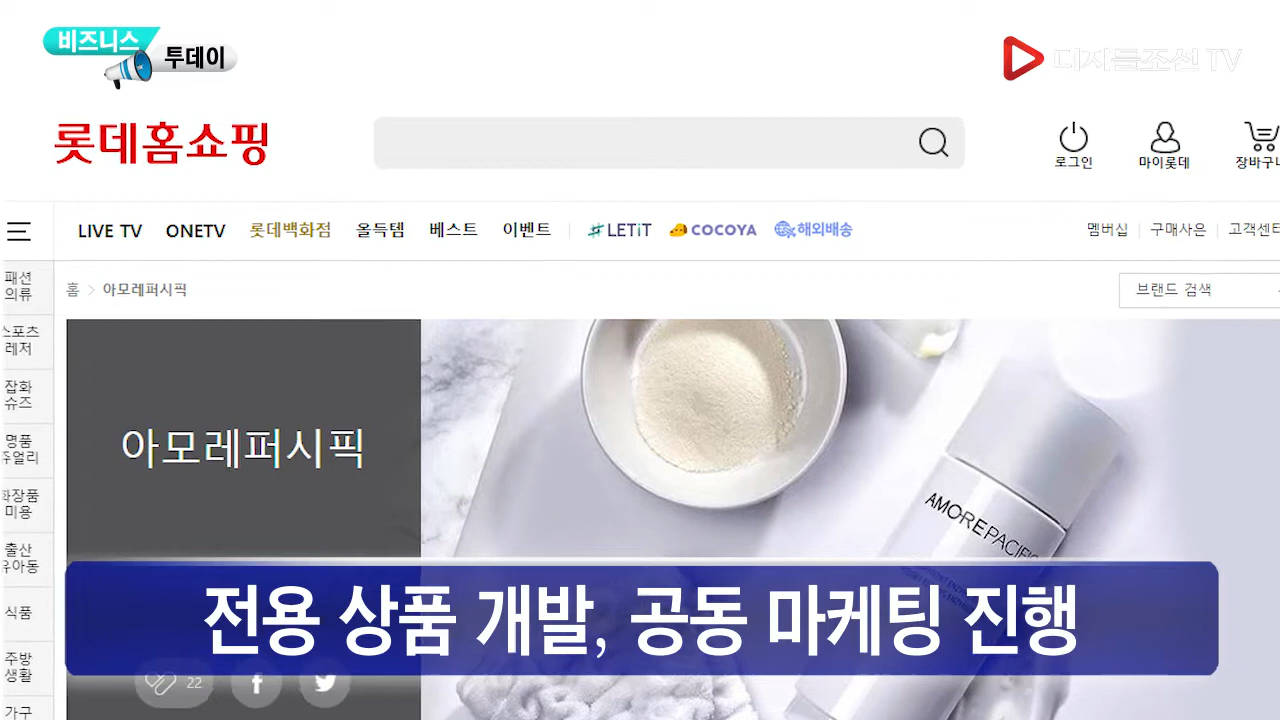 비즈니스
투데이
디지틀조선 TV
롯데홈쇼핑
로그인
마이롯데
LIVE TV ONETV 롯데백화점 올득템 베스트 이벤트 LETiT COCOYA 해외배송
멤버십 구매사은
홈 > 아모레퍼시픽
브랜드 검색
패션
의류
스포츠
레저
잡화
슈즈
명품
쥬얼리
화장품
미용
출산
유아동
식품
주방
생활
가구
아모레퍼시픽
AMOREPACIFIC
전용 상품 개발, 공동 마케팅 진행
22